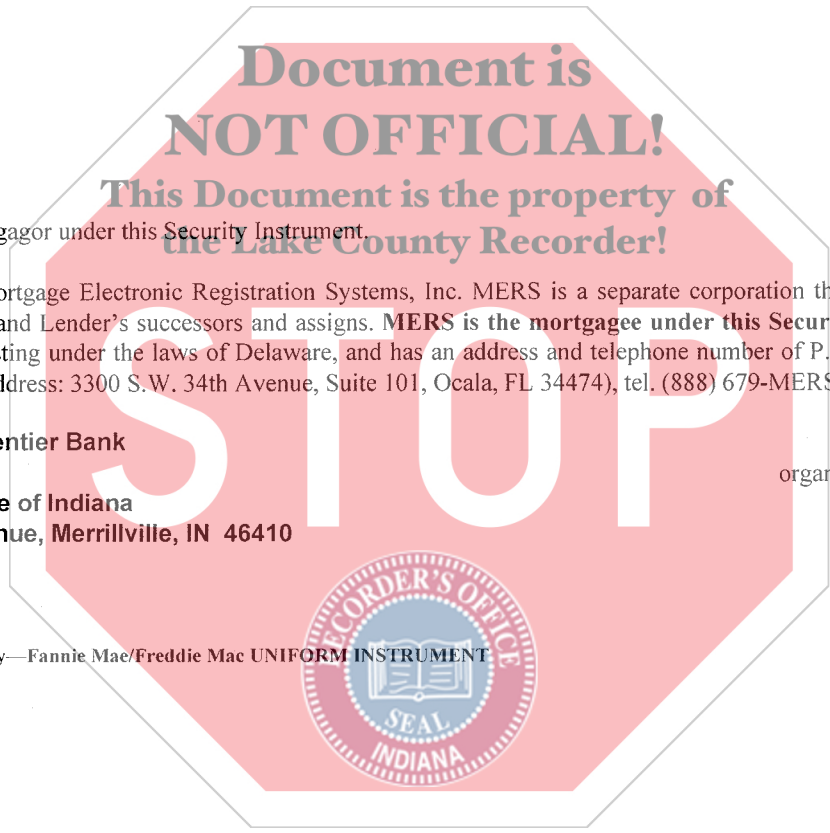 Document is
NOT OFFICIAL!
This Document is the property of
the Lake County Recorder!
gagor under this Security Instrument.
ortgage Electronic Registration Systems, Inc. MERS is a separate corporation th
and Lender's successors and assigns. MERS is the mortgagee under this Secur
ting under the laws of Delaware, and has an address and telephone number of P.
ddress: 3300 S.W. 34th Avenue, Suite 101, Ocala, FL 34474), tel. (888) 679-MERS
STOP
entier Bank
organ
e of Indiana
nue, Merrillville, IN 46410
RECORDER'S OFFICE
y—Fannie Mae/Freddie Mac UNIFORM INSTRUMENT
SEAL
INDIANA